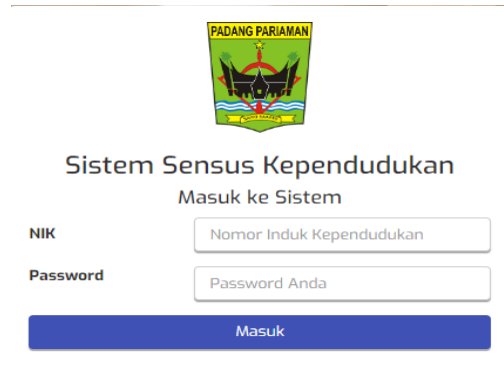 PADANG PARIAMAN
Sistem Sensus Kependudukan
Masuk ke Sistem
NIK Nomor Induk Kependudukan
Password Password Anda
Masuk